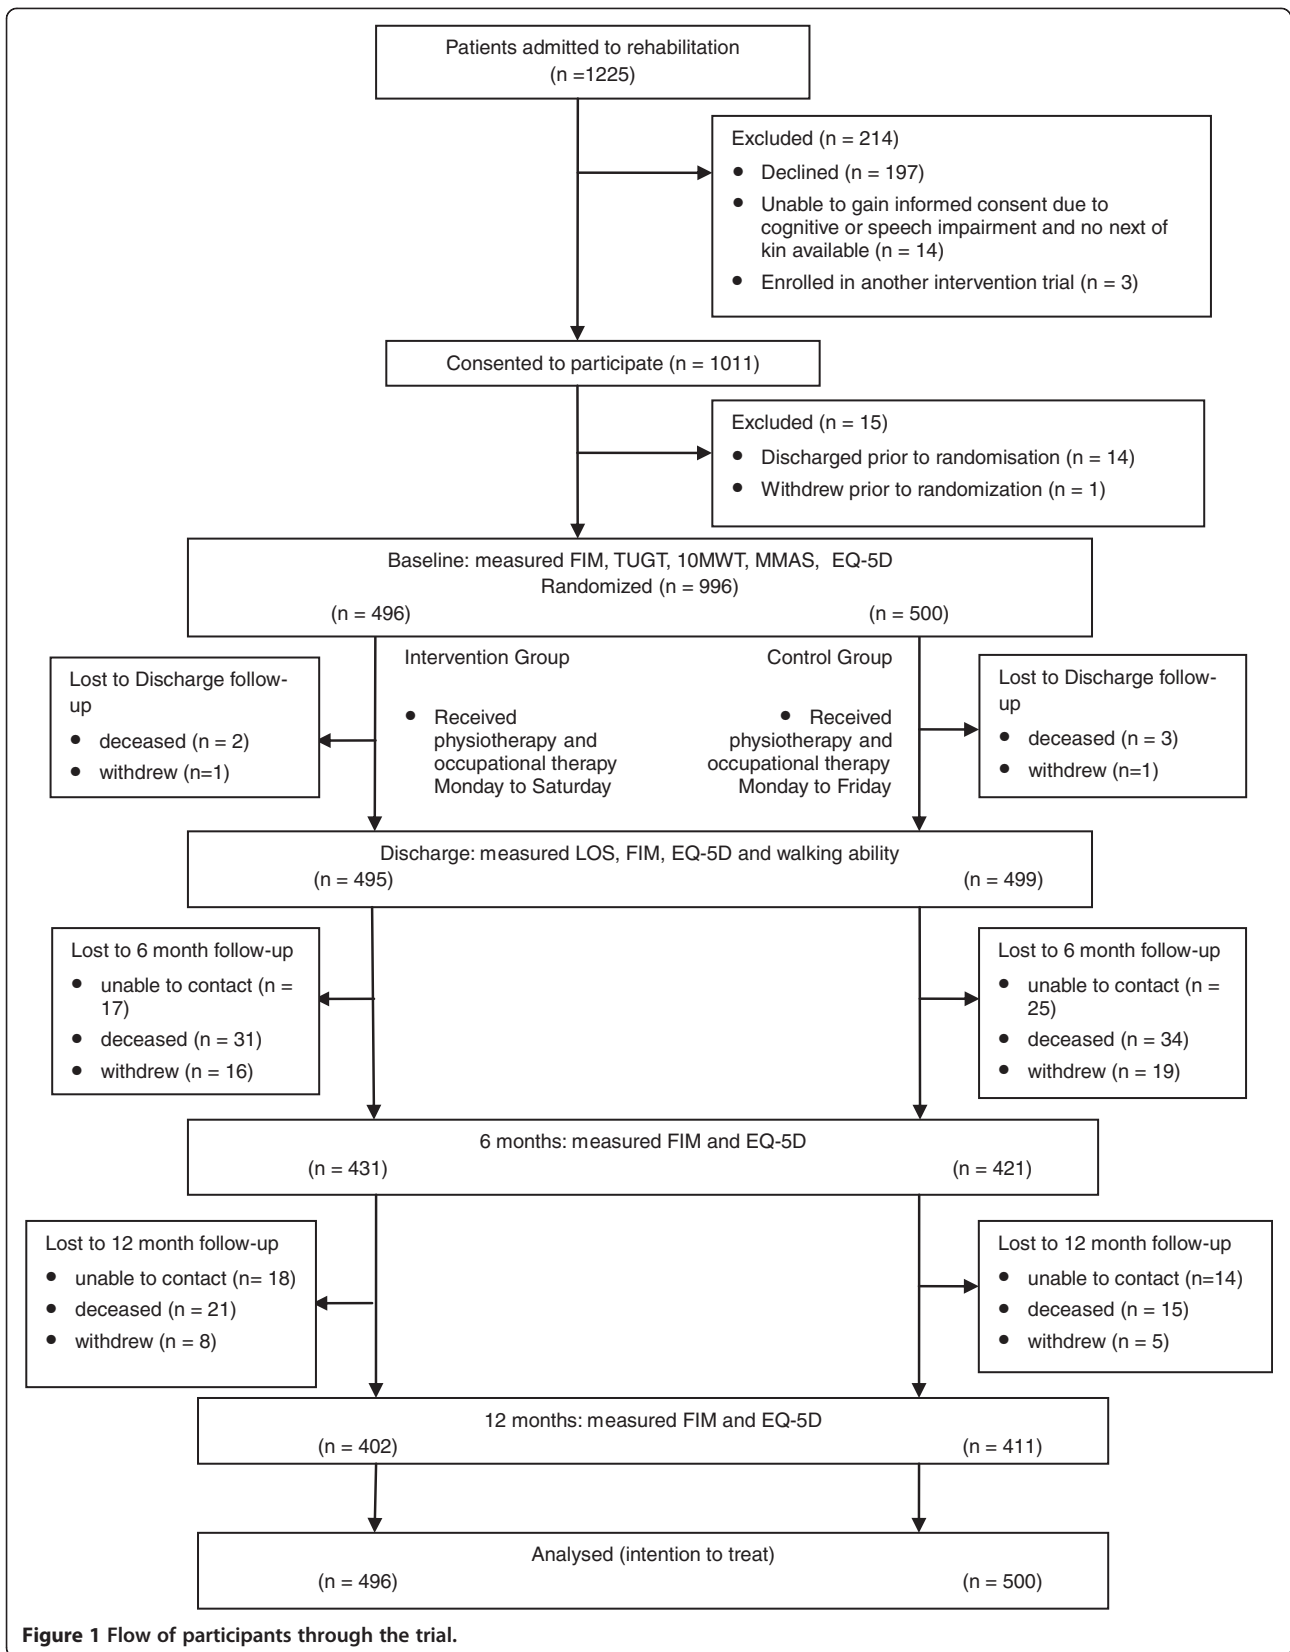 Patients admitted to rehabilitation
(n =1225)
Excluded (n = 214)
• Declined (n = 197)
• Unable to gain informed consent due to
cognitive or speech impairment and no next of
kin available (n = 14)
• Enrolled in another intervention trial (n = 3)
Consented to participate (n = 1011)
Excluded (n = 15)
• Discharged prior to randomisation (n = 14)
• Withdrew prior to randomization (n = 1)
Baseline: measured FIM, TUGT, 10MWT, MMAS, EQ-5D
Randomized (n = 996)
(n = 496)
(n = 500)
Lost to Discharge follow-
up
• deceased (n = 2)
• withdrew (n=1)
Intervention Group
• Received
physiotherapy and
occupational therapy
Monday to Saturday
Control Group
• Received
physiotherapy and
occupational therapy
Monday to Friday
Lost to Discharge follow-
up
• deceased (n = 3)
• withdrew (n=1)
Discharge: measured LOS, FIM, EQ-5D and walking ability
(n = 495)
(n = 499)
Lost to 6 month follow-up
• unable to contact (n =
17)
• deceased (n = 31)
• withdrew (n = 16)
Lost to 6 month follow-up
• unable to contact (n =
25)
• deceased (n = 34)
• withdrew (n = 19)
6 months: measured FIM and EQ-5D
(n = 431)
(n = 421)
Lost to 12 month follow-up
• unable to contact (n= 18)
• deceased (n = 21)
• withdrew (n = 8)
Lost to 12 month follow-up
• unable to contact (n=14)
• deceased (n = 15)
• withdrew (n = 5)
12 months: measured FIM and EQ-5D
(n = 402)
(n = 411)
Analysed (intention to treat)
(n = 496)
(n = 500)
Figure 1 Flow of participants through the trial.